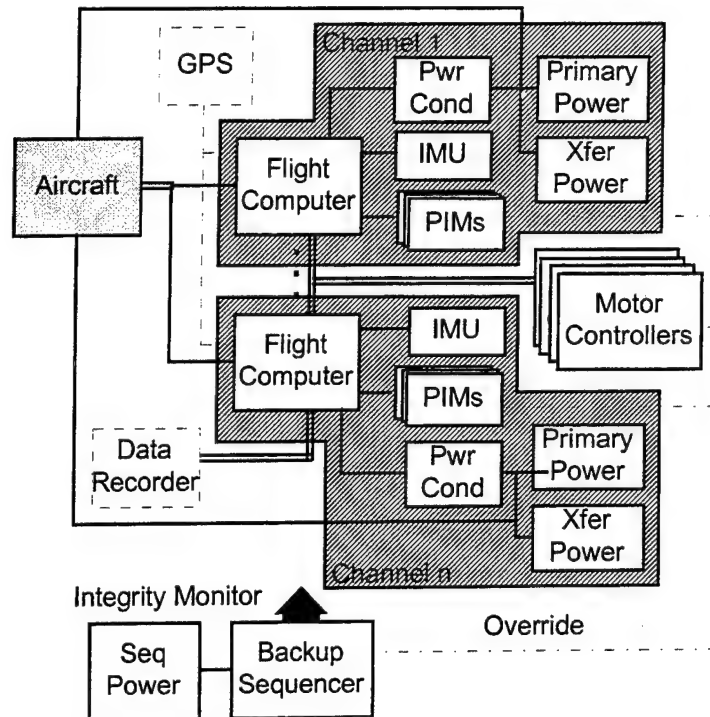 Channel 1
GPS
Pwr
Cond
Primary
Power
Aircraft
Flight
Computer
IMU
Xfer
Power
PIMs
Motor
Controllers
Flight
Computer
IMU
PIMs
Data
Recorder
Pwr
Cond
Primary
Power
Xfer
Power
Channel n
Integrity Monitor
Override
Seq
Power
Backup
Sequencer